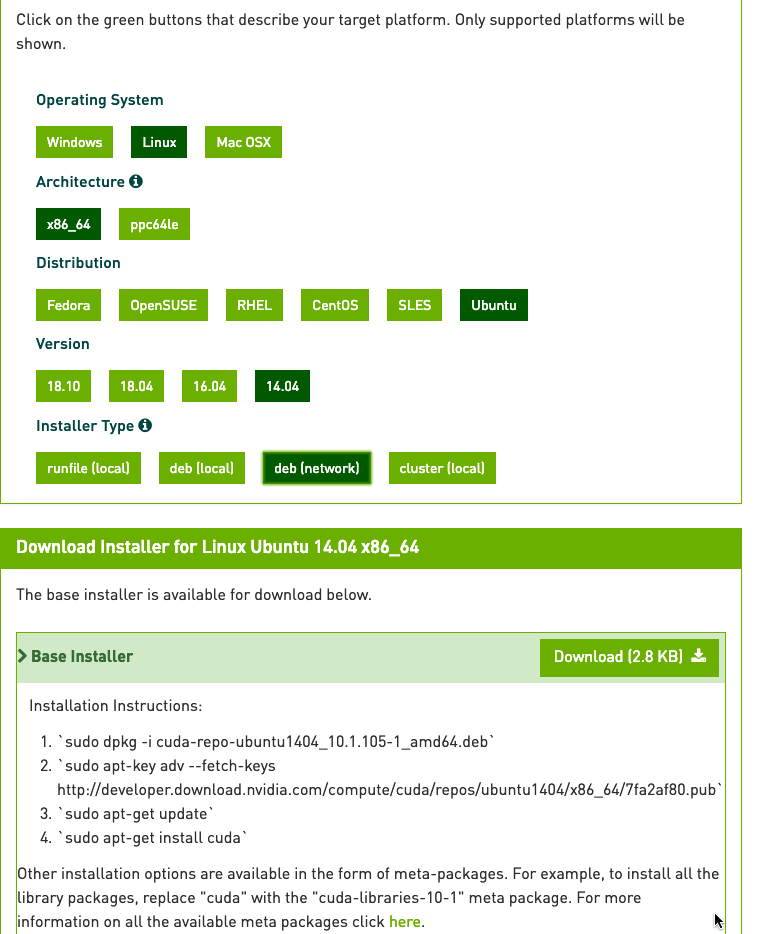 Click on the green buttons that describe your target platform. Only supported platforms will be
shown.
Operating System
Windows Linux Mac OSX
Architecture
x86_64 ppc64le
Distribution
Fedora OpenSUSE RHEL CentOS SLES Ubuntu
Version
18.10 18.04 16.04 14.04
Installer Type
runfile (local) deb (local) deb (network) cluster (local)
Download Installer for Linux Ubuntu 14.04 x86_64
The base installer is available for download below.
Base Installer Download (2.8 KB)
Installation Instructions:
1. `sudo dpkg -i cuda-repo-ubuntu1404_10.1.105-1_amd64.deb`
2. `sudo apt-key adv --fetch-keys
http://developer.download.nvidia.com/compute/cuda/repos/ubuntu1404/x86_64/7fa2af80.pub`
3. `sudo apt-get update`
4. `sudo apt-get install cuda`
Other installation options are available in the form of meta-packages. For example, to install all the
library packages, replace "cuda" with the "cuda-libraries-10-1" meta package. For more
information on all the available meta packages click here.